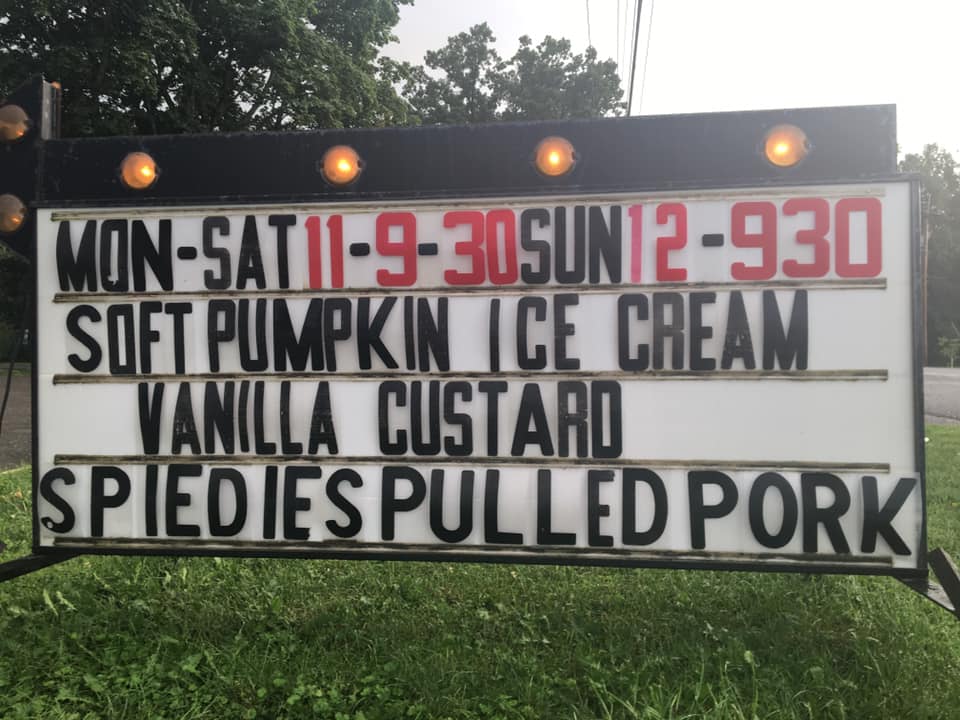 MON-SAT 11-9-30 SUN 12-930
SOFT PUMPKIN ICE CREAM
VANILLA CUSTARD
SPIEDIES PULLED PORK